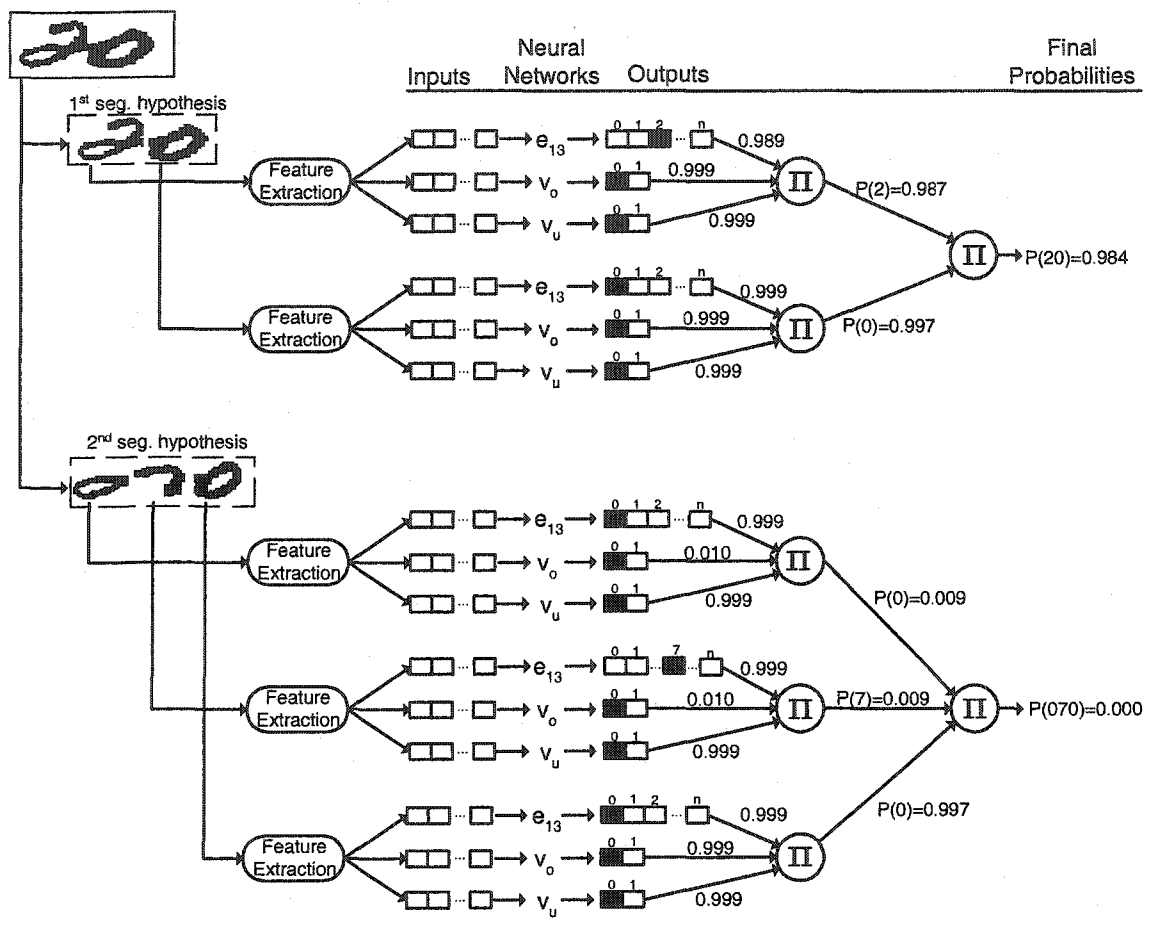 20
Neural
Networks
Final
Probabilities
Inputs
Outputs
1st seg. hypothesis
20
Feature
Extraction
e13
0 1 2 ... n
0.989
vo
0 1
0.999
vu
0 1
0.999
Π
P(2)=0.987
Π
P(20)=0.984
Feature
Extraction
e13
0 1 2 ... n
0.999
vo
0 1
0.999
vu
0 1
0.999
Π
P(0)=0.997
2nd seg. hypothesis
Feature
Extraction
e13
0 1 2 ... n
0.999
vo
0 1
0.010
vu
0 1
0.999
Π
P(0)=0.009
Feature
Extraction
e13
0 1 ... 7 ... n
0.999
vo
0 1
0.010
vu
0 1
0.999
Π
P(7)=0.009
Π
P(070)=0.000
Feature
Extraction
e13
0 1 2 ... n
0.999
vo
0 1
0.999
vu
0 1
0.999
Π
P(0)=0.997